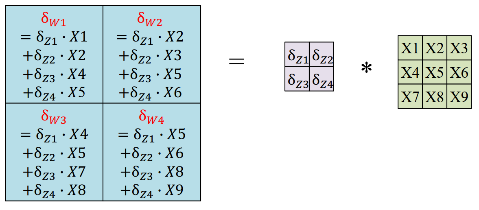 δW1
= δZ1 · X1
+δZ2 · X2
+δZ3 · X4
+δZ4 · X5
δW2
= δZ1 · X2
+δZ2 · X3
+δZ3 · X5
+δZ4 · X6
δW3
= δZ1 · X4
+δZ2 · X5
+δZ3 · X7
+δZ4 · X8
δW4
= δZ1 · X5
+δZ2 · X6
+δZ3 · X8
+δZ4 · X9
=
δZ1 δZ2
δZ3 δZ4
*
X1 X2 X3
X4 X5 X6
X7 X8 X9